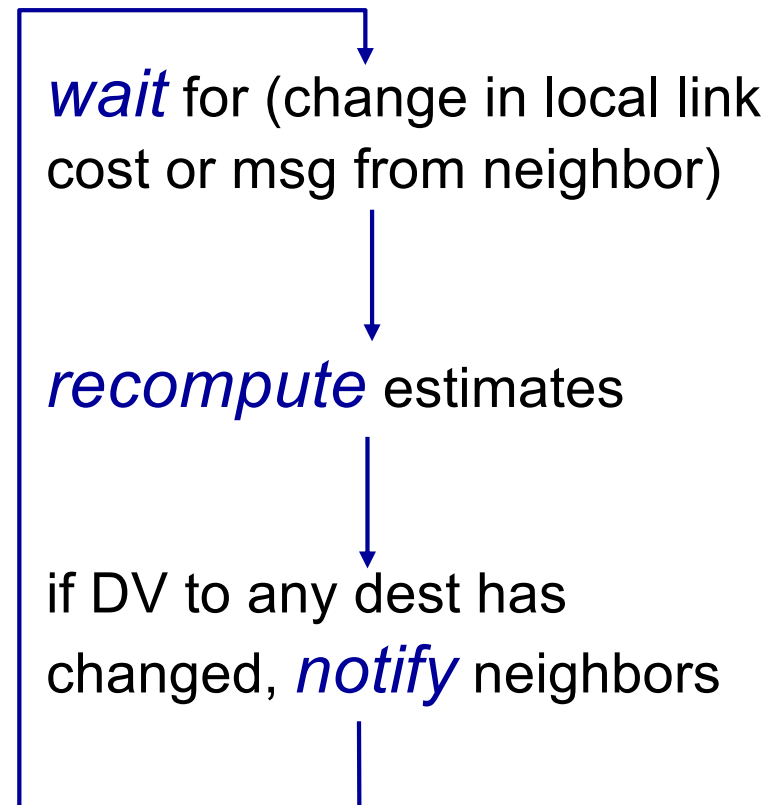 wait for (change in local link
cost or msg from neighbor)
recompute estimates
if DV to any dest has
changed, notify neighbors